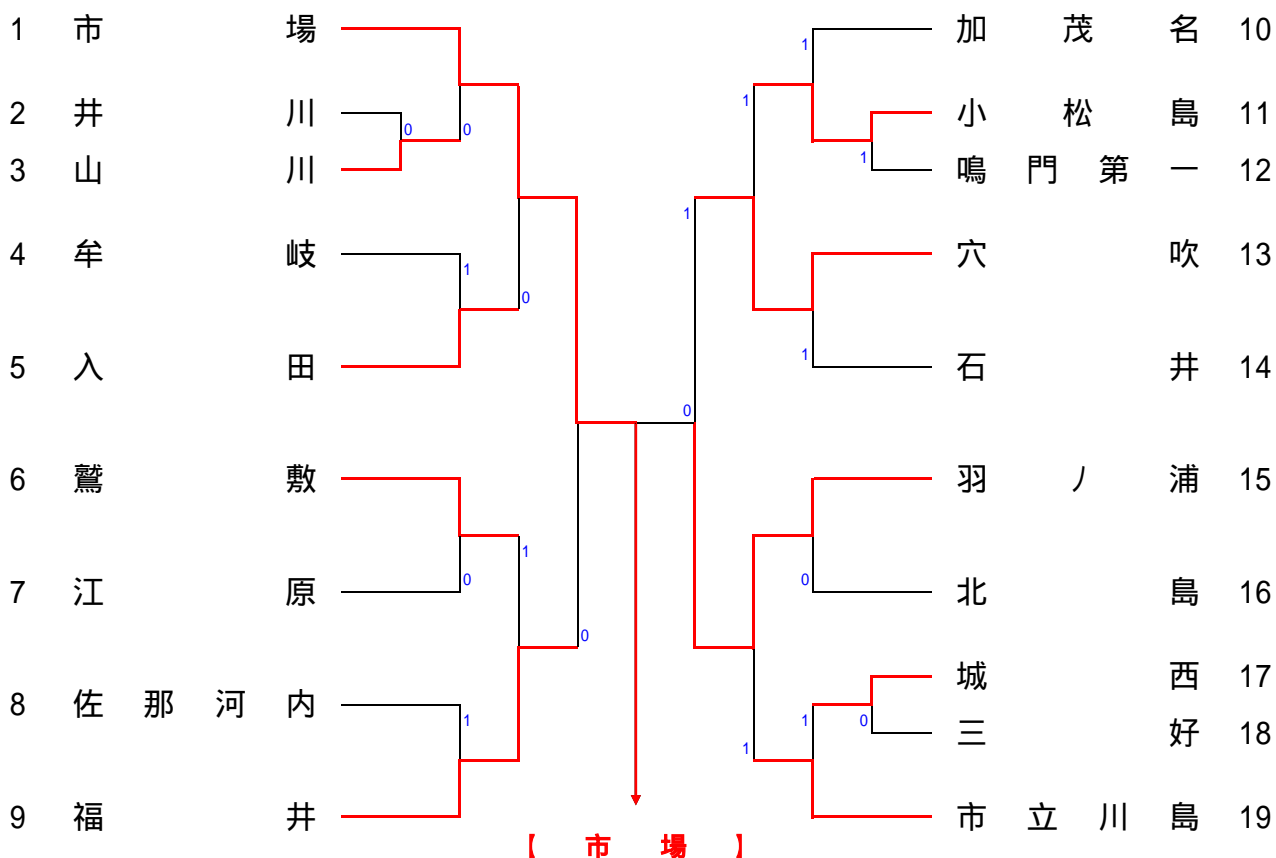 1 市場
2 井川
3 山川
4 牟岐
5 入田
6 鷲敷
7 江原
8 佐那河内
9 福井
0
0
1
0
1
0
0
1
加茂名 10
小松島 11
鳴門第一 12
穴吹 13
石井 14
羽ノ浦 15
北島 16
城西 17
三好 18
市立川島 19
1
1
1
1
1
0
0
1
0
1
【 市場 】